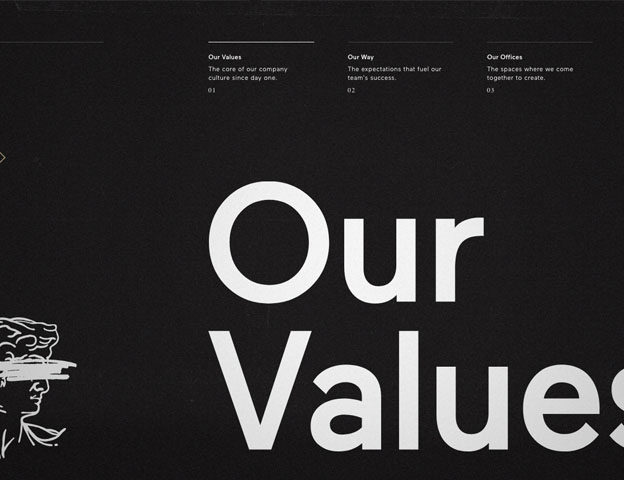 Our Values
The core of our company
culture since day one.
01
Our Way
The expectations that fuel our
team's success.
02
Our Offices
The spaces where we come
together to create.
03
Our
Values